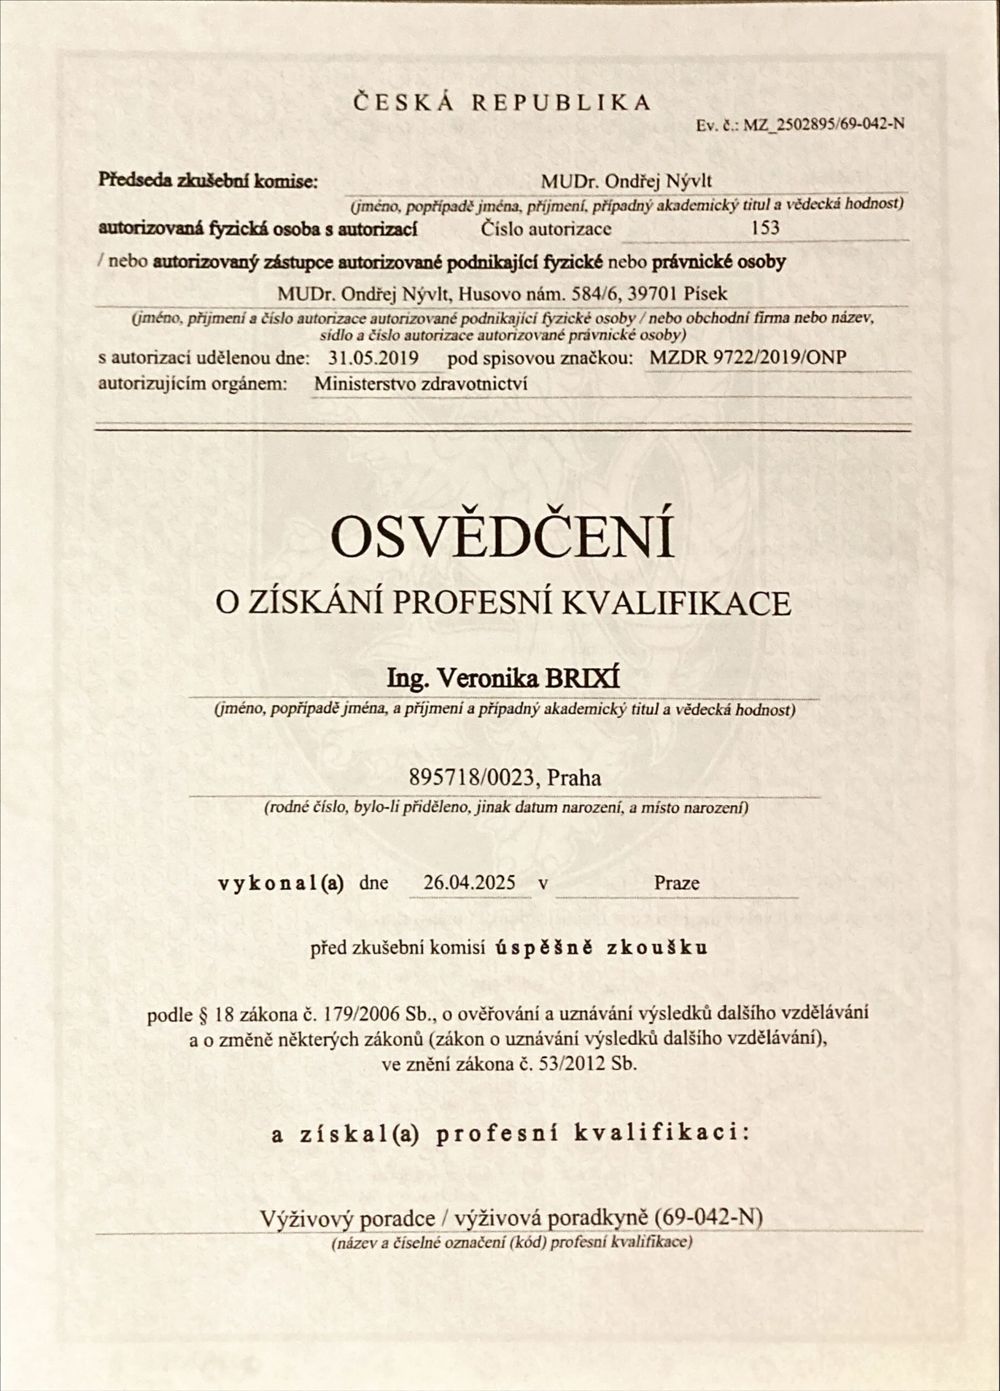 ČESKÁ REPUBLIKA
Ev. č.: MZ_2502895/69-042-N
Předseda zkušební komise: MUDr. Ondřej Nývlt
(jméno, popřípadě jména, příjmení, případný akademický titul a vědecká hodnost)
autorizovaná fyzická osoba s autorizací Číslo autorizace 153
/ nebo autorizovaný zástupce autorizované podnikající fyzické nebo právnické osoby
MUDr. Ondřej Nývlt, Husovo nám. 584/6, 39701 Písek
(jméno, příjmení a číslo autorizace autorizované podnikající fyzické osoby / nebo obchodní firma nebo název,
sídlo a číslo autorizace autorizované právnické osoby)
s autorizací udělenou dne: 31.05.2019 pod spisovou značkou: MZDR 9722/2019/ONP
autorizujícím orgánem: Ministerstvo zdravotnictví
OSVĚDČENÍ
O ZÍSKÁNÍ PROFESNÍ KVALIFIKACE
Ing. Veronika BRIXÍ
(jméno, popřípadě jména, a příjmení a případný akademický titul a vědecká hodnost)
895718/0023, Praha
(rodné číslo, bylo-li přiděleno, jinak datum narození, a místo narození)
vykonal(a) dne 26.04.2025 v Praze
před zkušební komisí úspěšně zkoušku
podle § 18 zákona č. 179/2006 Sb., o ověřování a uznávání výsledků dalšího vzdělávání
a o změně některých zákonů (zákon o uznávání výsledků dalšího vzdělávání),
ve znění zákona č. 53/2012 Sb.
a získal(a) profesní kvalifikaci:
Výživový poradce / výživová poradkyně (69-042-N)
(název a číselné označení (kód) profesní kvalifikace)